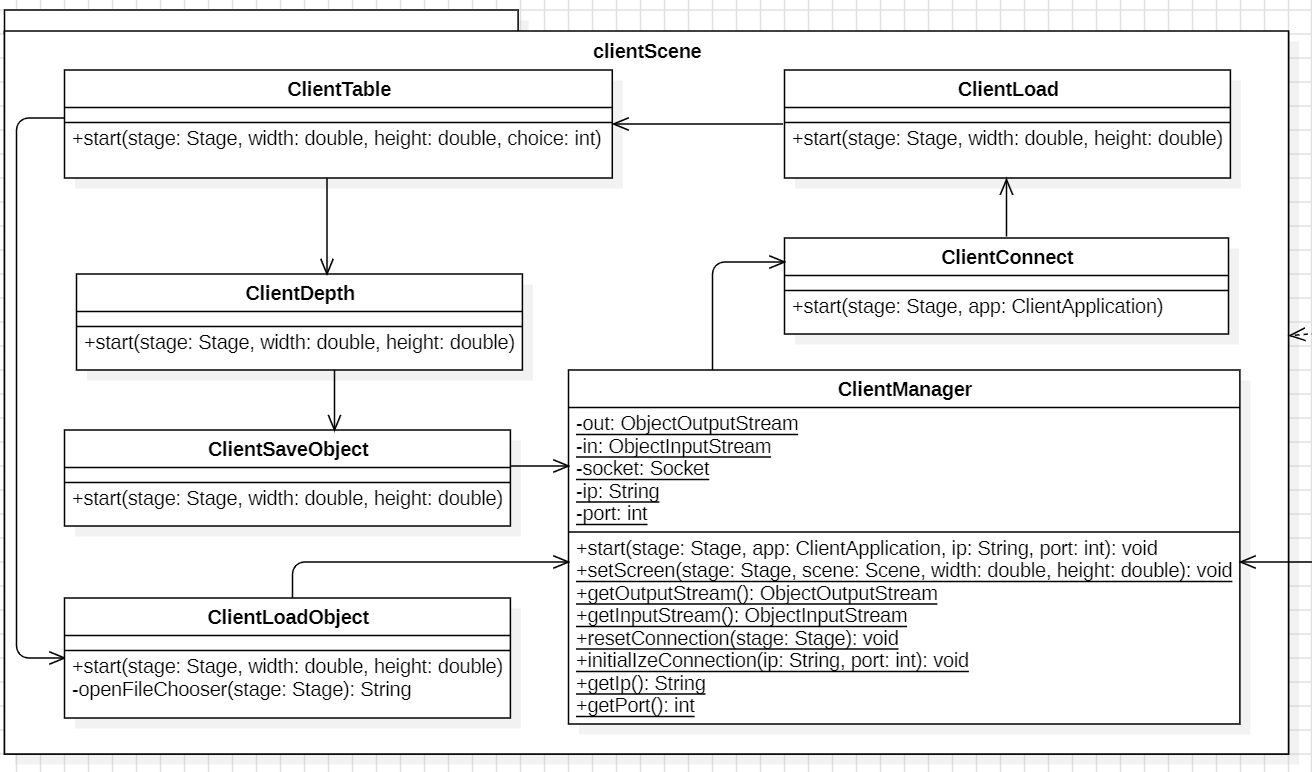 clientScene
ClientTable
+start(stage: Stage, width: double, height: double, choice: int)
ClientLoad
+start(stage: Stage, width: double, height: double)
ClientConnect
+start(stage: Stage, app: ClientApplication)
ClientDepth
+start(stage: Stage, width: double, height: double)
ClientSaveObject
+start(stage: Stage, width: double, height: double)
ClientLoadObject
+start(stage: Stage, width: double, height: double)
-openFileChooser(stage: Stage): String
ClientManager
-out: ObjectOutputStream
-in: ObjectInputStream
-socket: Socket
-ip: String
-port: int
+start(stage: Stage, app: ClientApplication, ip: String, port: int): void
+setScreen(stage: Stage, scene: Scene, width: double, height: double): void
+getOutputStream(): ObjectOutputStream
+getInputStream(): ObjectInputStream
+resetConnection(stage: Stage): void
+initialIzeConnection(ip: String, port: int): void
+getIp(): String
+getPort(): int